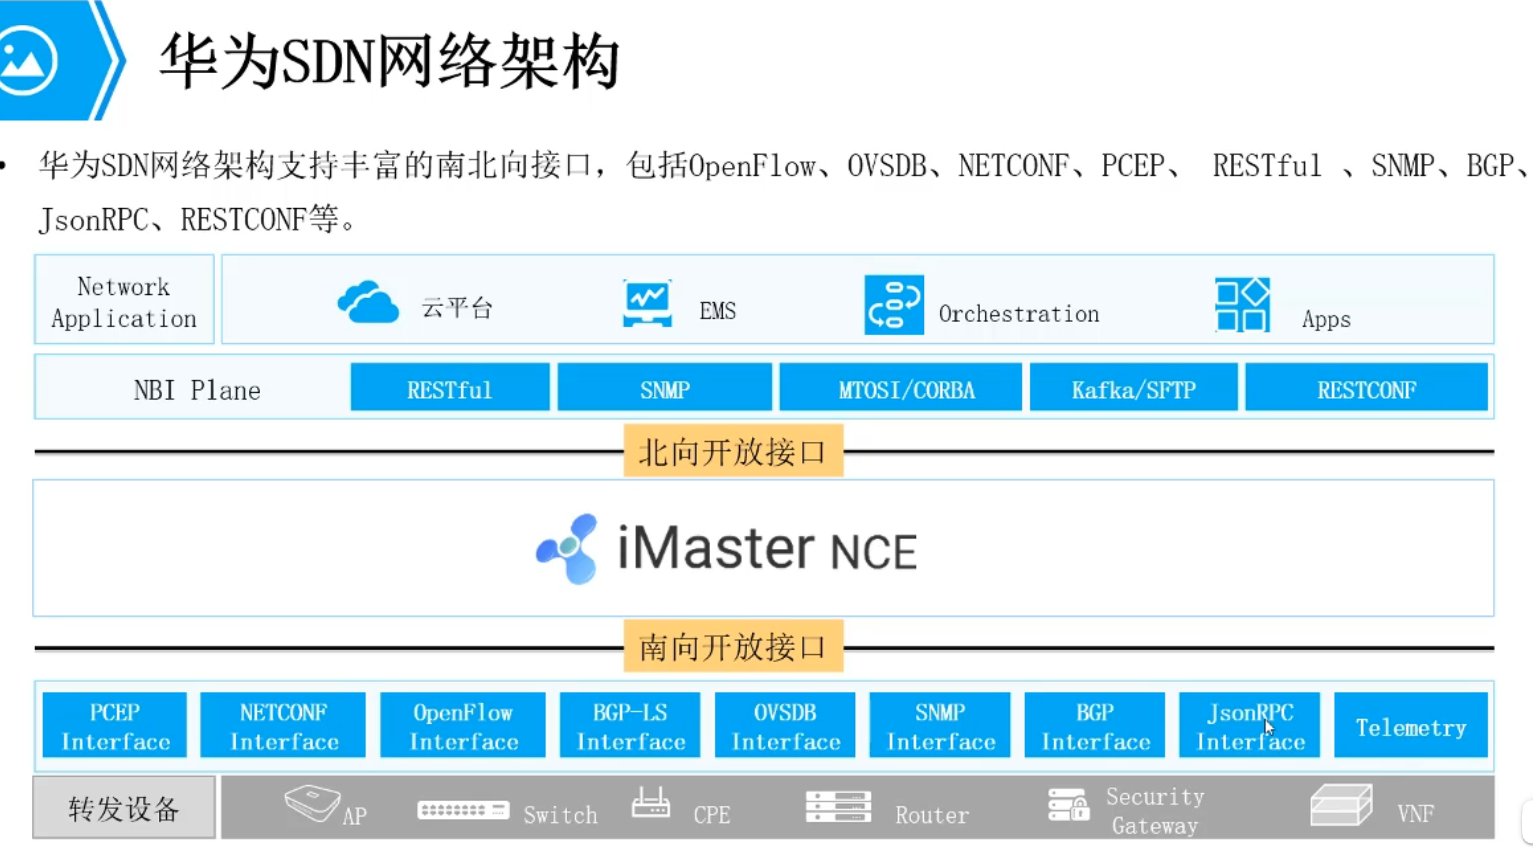 华为SDN网络架构
• 华为SDN网络架构支持丰富的南北向接口，包括OpenFlow、OVSDB、NETCONF、PCEP、 RESTful 、SNMP、BGP、
JsonRPC、RESTCONF等。
Network
Application
云平台
EMS
Orchestration
Apps
NBI Plane
RESTful
SNMP
MTOSI/CORBA
Kafka/SFTP
RESTCONF
北向开放接口
iMaster NCE
南向开放接口
PCEP
Interface
NETCONF
Interface
OpenFlow
Interface
BGP-LS
Interface
OVSDB
Interface
SNMP
Interface
BGP
Interface
JsonRPC
Interface
Telemetry
转发设备
AP
Switch
CPE
Router
Security
Gateway
VNF